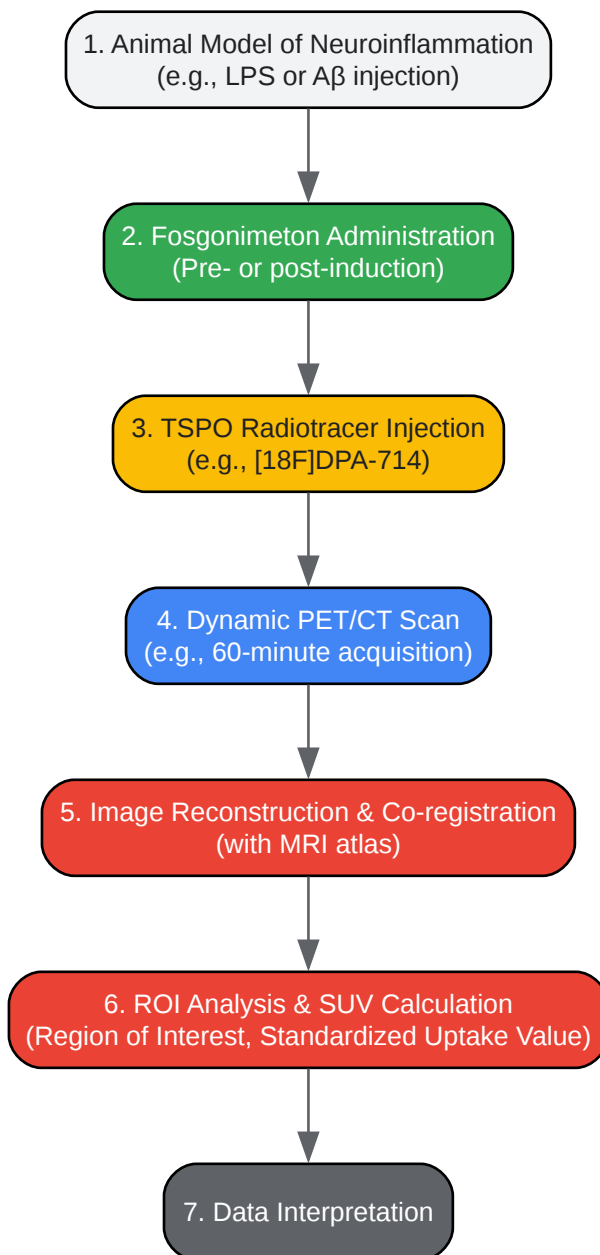 1. Animal Model of Neuroinflammation
(e.g., LPS or Aβ injection)
2. Fosgonimeton Administration
(Pre- or post-induction)
3. TSPO Radiotracer Injection
(e.g., [18F]DPA-714)
4. Dynamic PET/CT Scan
(e.g., 60-minute acquisition)
5. Image Reconstruction & Co-registration
(with MRI atlas)
6. ROI Analysis & SUV Calculation
(Region of Interest, Standardized Uptake Value)
7. Data Interpretation